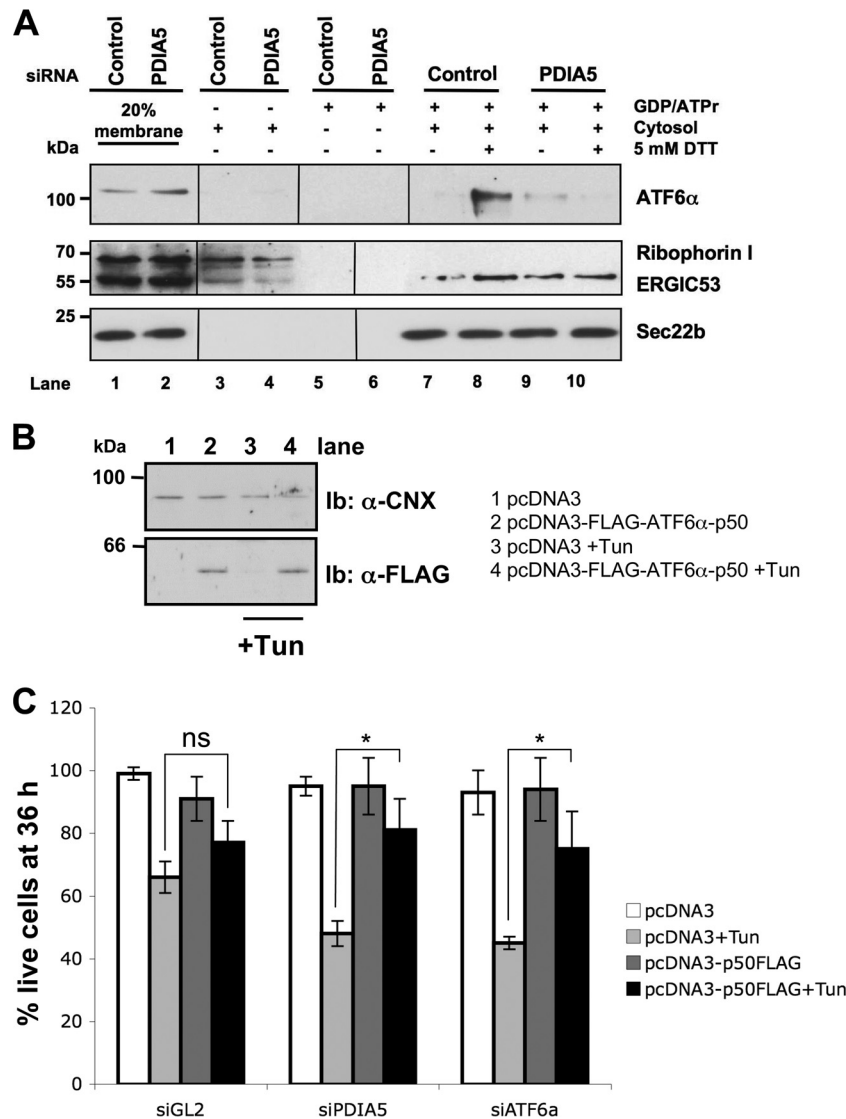 A
siRNA Control PDIA5 Control PDIA5 Control PDIA5 Control PDIA5
20% membrane - - + + + + + + GDP/ATPr
+ + - - + + + + Cytosol
kDa - - - - - + - + 5 mM DTT
100 ATF6α
70 Ribophorin I
55 ERGIC53
25 Sec22b
Lane 1 2 3 4 5 6 7 8 9 10
B
kDa 1 2 3 4 lane
100 Ib: α-CNX
66 Ib: α-FLAG
+Tun
1 pcDNA3
2 pcDNA3-FLAG-ATF6α-p50
3 pcDNA3 +Tun
4 pcDNA3-FLAG-ATF6α-p50 +Tun
C
% live cells at 36 h
120
100
80
60
40
20
0
ns * *
siGL2 siPDIA5 siATF6a
pcDNA3
pcDNA3+Tun
pcDNA3-p50FLAG
pcDNA3-p50FLAG+Tun